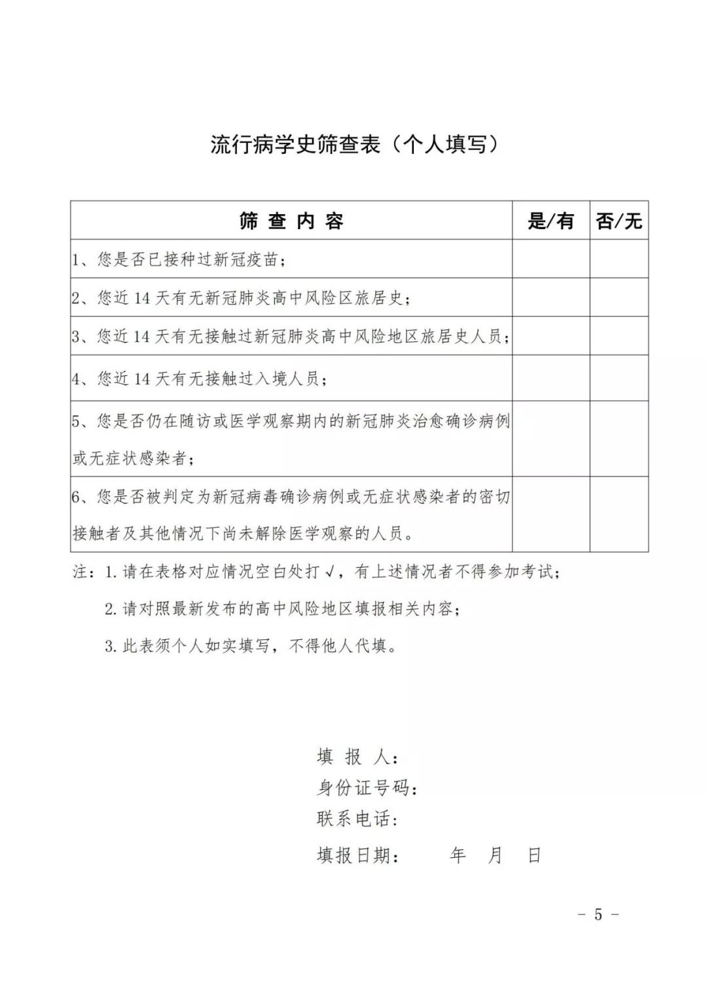 流行病学史筛查表（个人填写）
筛 查 内 容 是/有 否/无
1、您是否已接种过新冠疫苗；
2、您近 14 天有无新冠肺炎高中风险区旅居史；
3、您近 14 天有无接触过新冠肺炎高中风险地区旅居史人员；
4、您近 14 天有无接触过入境人员；
5、您是否仍在随访或医学观察期内的新冠肺炎治愈确诊病例
或无症状感染者；
6、您是否被判定为新冠病毒确诊病例或无症状感染者的密切
接触者及其他情况下尚未解除医学观察的人员。
注：1.请在表格对应情况空白处打√，有上述情况者不得参加考试；
2.请对照最新发布的高中风险地区填报相关内容；
3.此表须个人如实填写，不得他人代填。
填 报 人：
身份证号码：
联系电话：
填报日期： 年 月 日
- 5 -